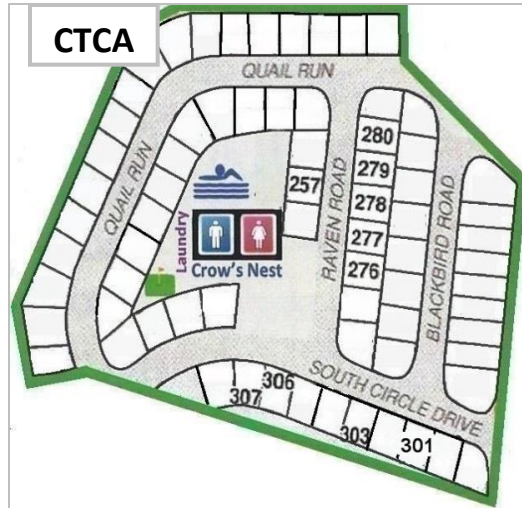 CTCA
QUAIL RUN
QUAIL RUN
280
279
278
277
276
257
RAVEN ROAD
BLACKBIRD ROAD
Laundry
Crow's Nest
SOUTH CIRCLE DRIVE
306
307
303
301